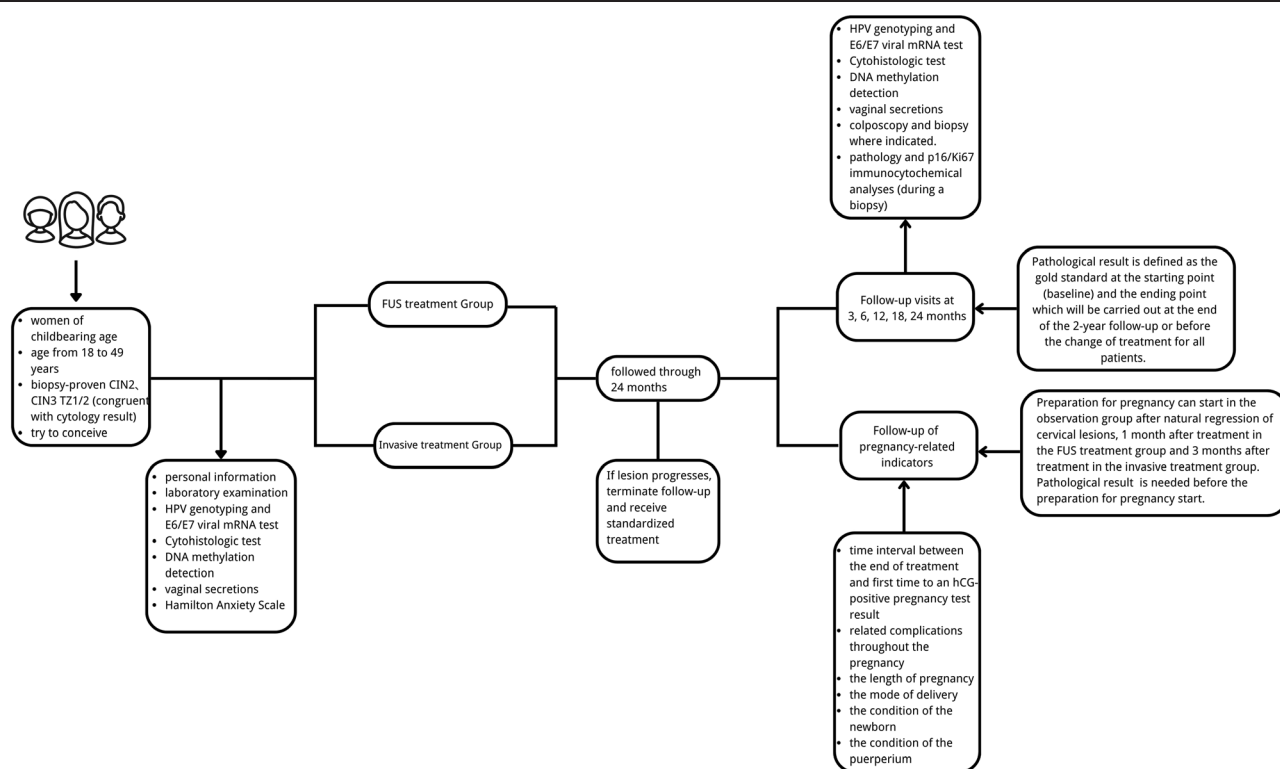 • women of
childbearing age
• age from 18 to 49
years
• biopsy-proven CIN2、
CIN3 TZ1/2 (congruent
with cytology result)
• try to conceive
• personal information
• laboratory examination
• HPV genotyping and
E6/E7 viral mRNA test
• Cytohistologic test
• DNA methylation
detection
• vaginal secretions
• Hamilton Anxiety Scale
FUS treatment Group
Invasive treatment Group
followed through
24 months
If lesion progresses,
terminate follow-up
and receive
standardized
treatment
• HPV genotyping and
E6/E7 viral mRNA test
• Cytohistologic test
• DNA methylation
detection
• vaginal secretions
• colposcopy and biopsy
where indicated.
• pathology and p16/Ki67
immunocytochemical
analyses (during a
biopsy)
Follow-up visits at
3, 6, 12, 18, 24 months
Pathological result is defined as the
gold standard at the starting point
(baseline) and the ending point
which will be carried out at the end
of the 2-year follow-up or before
the change of treatment for all
patients.
Follow-up of
pregnancy-related
indicators
Preparation for pregnancy can start in the
observation group after natural regression of
cervical lesions, 1 month after treatment in
the FUS treatment group and 3 months after
treatment in the invasive treatment group.
Pathological result is needed before the
preparation for pregnancy start.
• time interval between
the end of treatment
and first time to an hCG-
positive pregnancy test
result
• related complications
throughout the
pregnancy
• the length of pregnancy
• the mode of delivery
• the condition of the
newborn
• the condition of the
puerperium